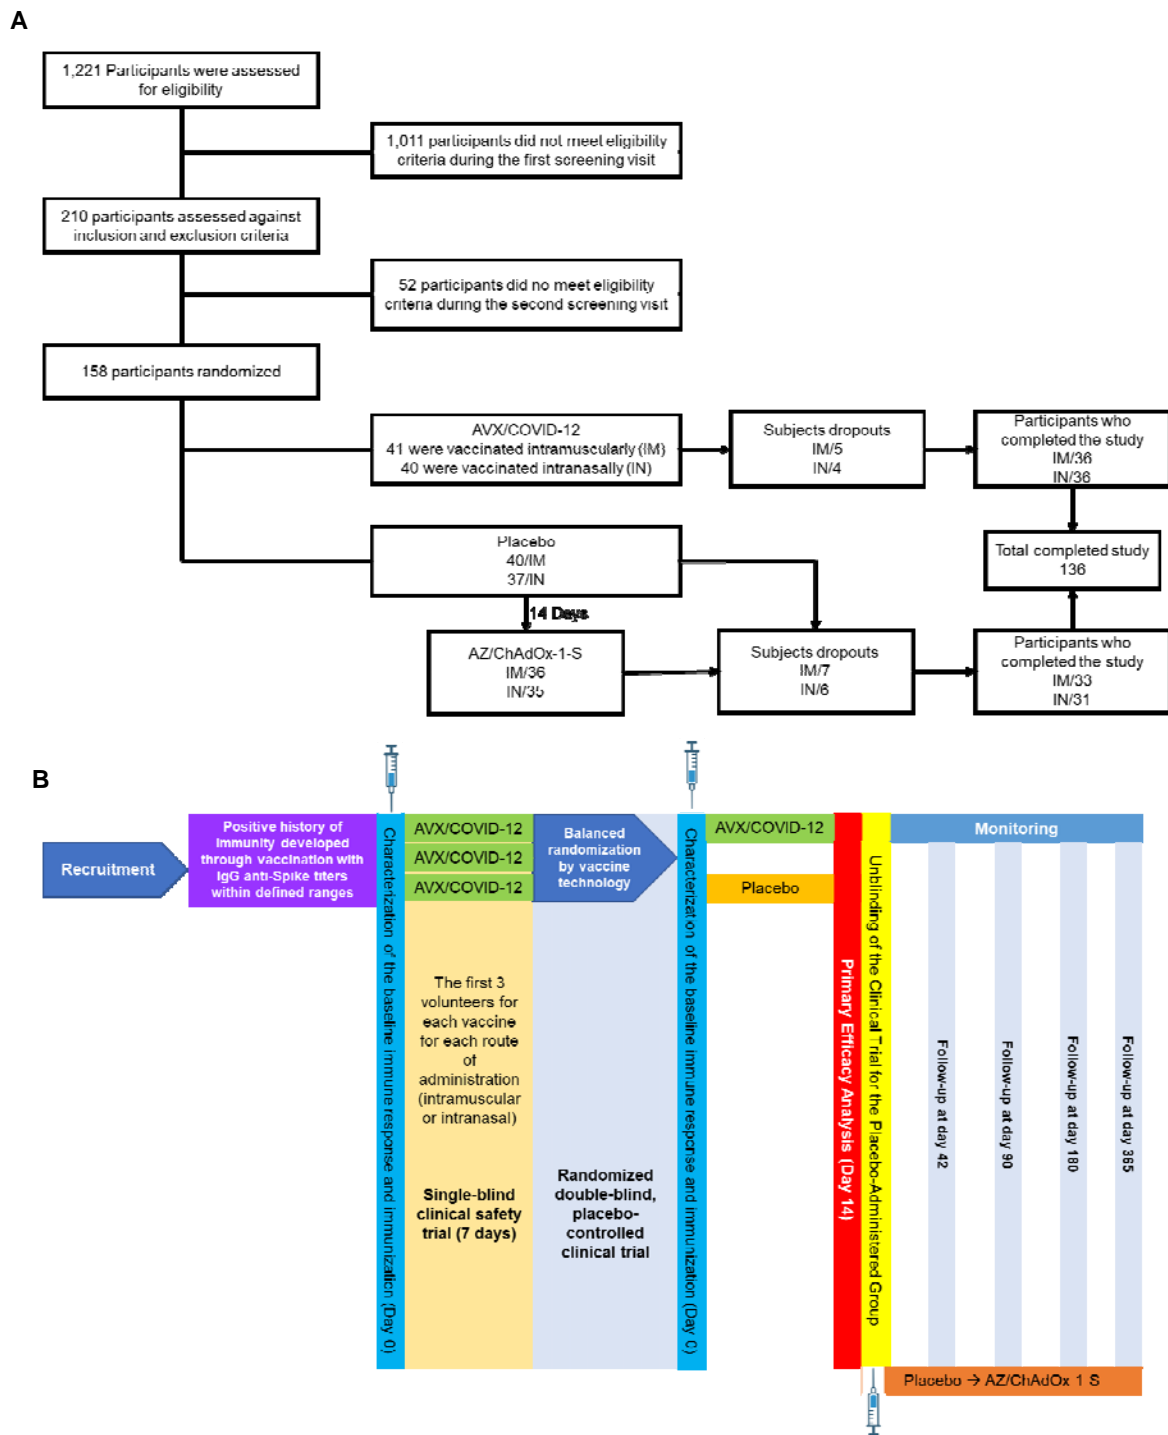 A
1,221 Participants were assessed
for eligibility
1,011 participants did not meet eligibility
criteria during the first screening visit
210 participants assessed against
inclusion and exclusion criteria
52 participants did no meet eligibility
criteria during the second screening visit
158 participants randomized
AVX/COVID-12
41 were vaccinated intramuscularly (IM)
40 were vaccinated intranasally (IN)
Subjects dropouts
IM/5
IN/4
Participants who
completed the study
IM/36
IN/36
Placebo
40/IM
37/IN
Total completed study
136
14 Days
AZ/ChAdOx-1-S
IM/36
IN/35
Subjects dropouts
IM/7
IN/6
Participants who
completed the study
IM/33
IN/31
B
Recruitment
Positive history of
immunity developed
through vaccination with
IgG anti-Spike titers
within defined ranges
Characterization of the baseline immune response and immunization (Day 0)
AVX/COVID-12
AVX/COVID-12
AVX/COVID-12
The first 3
volunteers for
each vaccine
for each route
of
administration
(intramuscular
or intranasal)
Single-blind
clinical safety
trial (7 days)
Balanced
randomization
by vaccine
technology
Randomized
double-blind,
placebo-
controlled
clinical trial
Characterization of the baseline immune response and immunization (Day 0)
AVX/COVID-12
Placebo
Primary Efficacy Analysis (Day 14)
Unblinding of the Clinical Trial for the Placebo-Administered Group
Monitoring
Follow-up at day 42
Follow-up at day 90
Follow-up at day 180
Follow-up at day 365
Placebo → AZ/ChAdOx 1 S